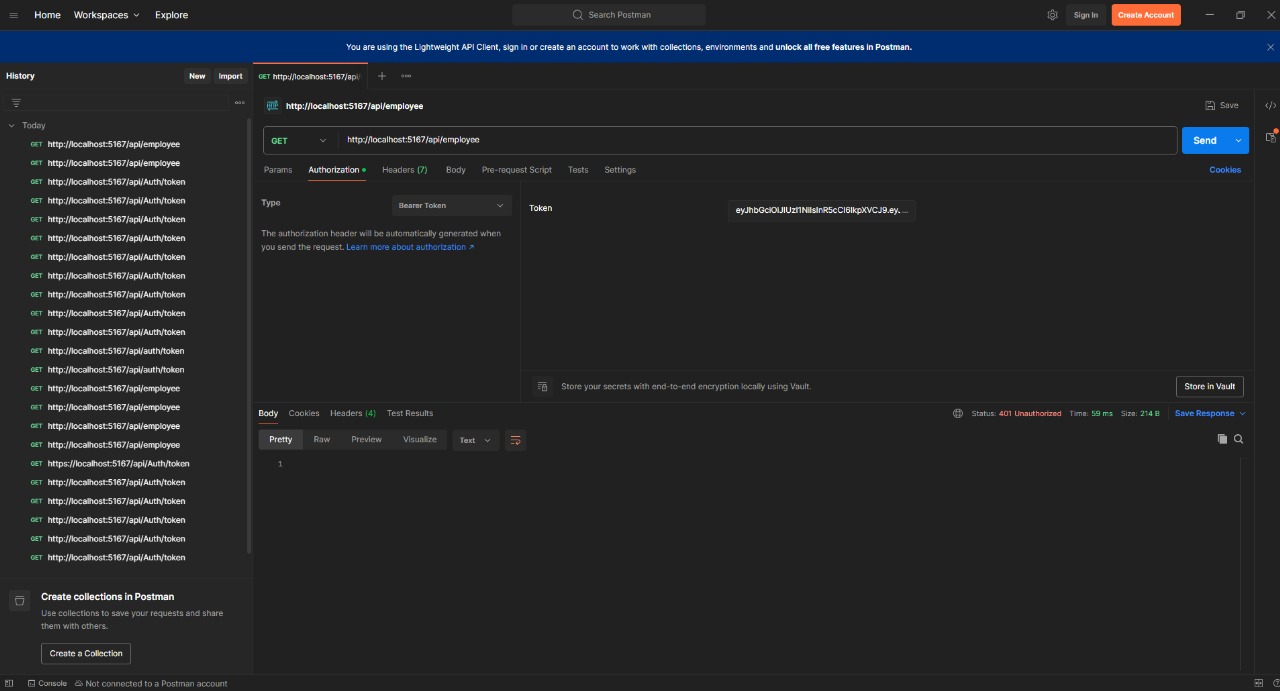 Home Workspaces Explore
Search Postman
Sign In Create Account
You are using the Lightweight API Client, sign in or create an account to work with collections, environments and unlock all free features in Postman.
History New Import
GET http://localhost:5167/api/
Today
GET http://localhost:5167/api/employee
GET http://localhost:5167/api/employee
GET http://localhost:5167/api/Auth/token
GET http://localhost:5167/api/Auth/token
GET http://localhost:5167/api/Auth/token
GET http://localhost:5167/api/Auth/token
GET http://localhost:5167/api/Auth/token
GET http://localhost:5167/api/Auth/token
GET http://localhost:5167/api/Auth/token
GET http://localhost:5167/api/Auth/token
GET http://localhost:5167/api/Auth/token
GET http://localhost:5167/api/auth/token
GET http://localhost:5167/api/auth/token
GET http://localhost:5167/api/employee
GET http://localhost:5167/api/employee
GET http://localhost:5167/api/employee
GET http://localhost:5167/api/employee
GET https://localhost:5167/api/Auth/token
GET http://localhost:5167/api/Auth/token
GET http://localhost:5167/api/Auth/token
GET http://localhost:5167/api/Auth/token
GET http://localhost:5167/api/Auth/token
GET http://localhost:5167/api/Auth/token
Create collections in Postman
Use collections to save your requests and share
them with others.
Create a Collection
http://localhost:5167/api/employee
Save
GET http://localhost:5167/api/employee
Send
Params Authorization Headers (7) Body Pre-request Script Tests Settings
Cookies
Type Bearer Token
The authorization header will be automatically generated when
you send the request. Learn more about authorization ↗
Token
Store your secrets with end-to-end encryption locally using Vault.
Store in Vault
Body Cookies Headers (4) Test Results
Status: 401 Unauthorized Time: 59 ms Size: 214 B Save Response
Pretty Raw Preview Visualize Text
1
Console Not connected to a Postman account